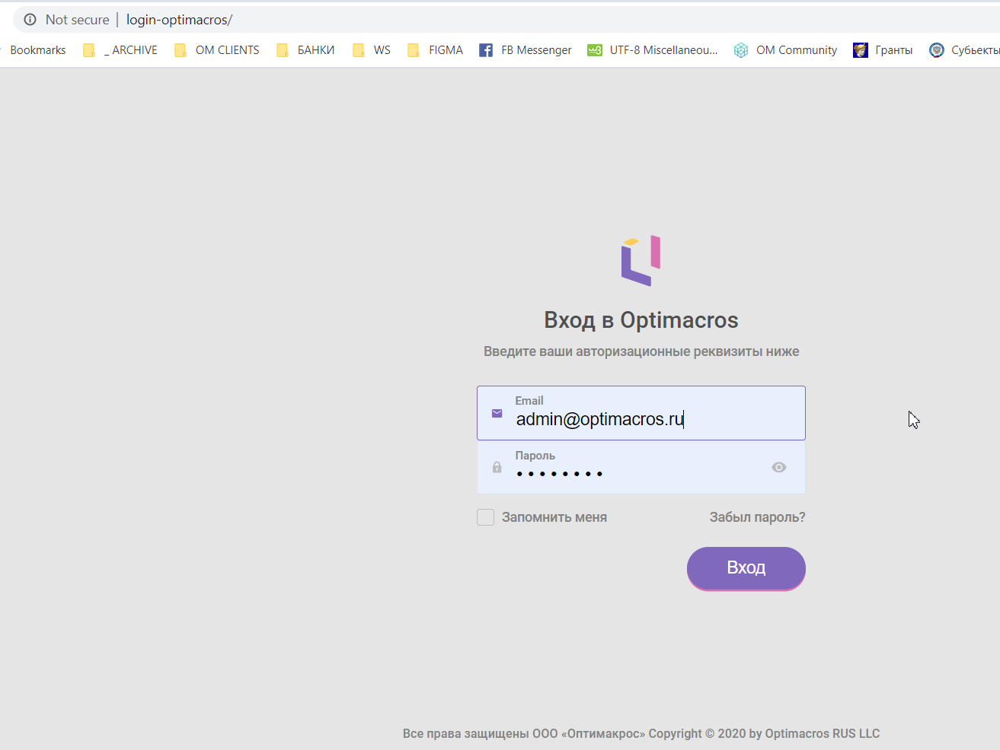 Not secure | login-optimacros/
Bookmarks _ ARCHIVE OM CLIENTS БАНКИ WS FIGMA FB Messenger UTF-8 Miscellaneou... OM Community Гранты Субъекты
Вход в Optimacros
Введите ваши авторизационные реквизиты ниже
Email
admin@optimacros.ru
Пароль
••••••••
Запомнить меня Забыл пароль?
Вход
Все права защищены ООО «Оптимакрос» Copyright © 2020 by Optimacros RUS LLC